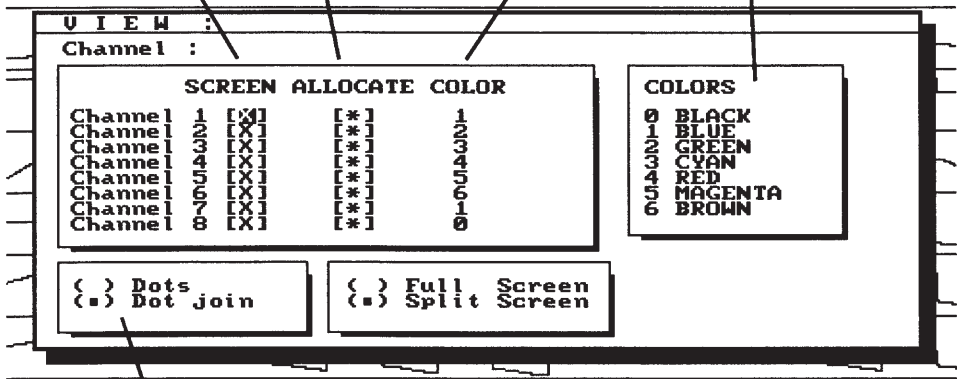 V I E W :
Channel :
SCREEN ALLOCATE COLOR
Channel 1 [X] [*] 1
Channel 2 [X] [*] 2
Channel 3 [X] [*] 3
Channel 4 [X] [*] 4
Channel 5 [X] [*] 5
Channel 6 [X] [*] 6
Channel 7 [X] [*] 1
Channel 8 [X] [*] 0
COLORS
0 BLACK
1 BLUE
2 GREEN
3 CYAN
4 RED
5 MAGENTA
6 BROWN
( ) Dots
(▪) Dot join
( ) Full Screen
(▪) Split Screen